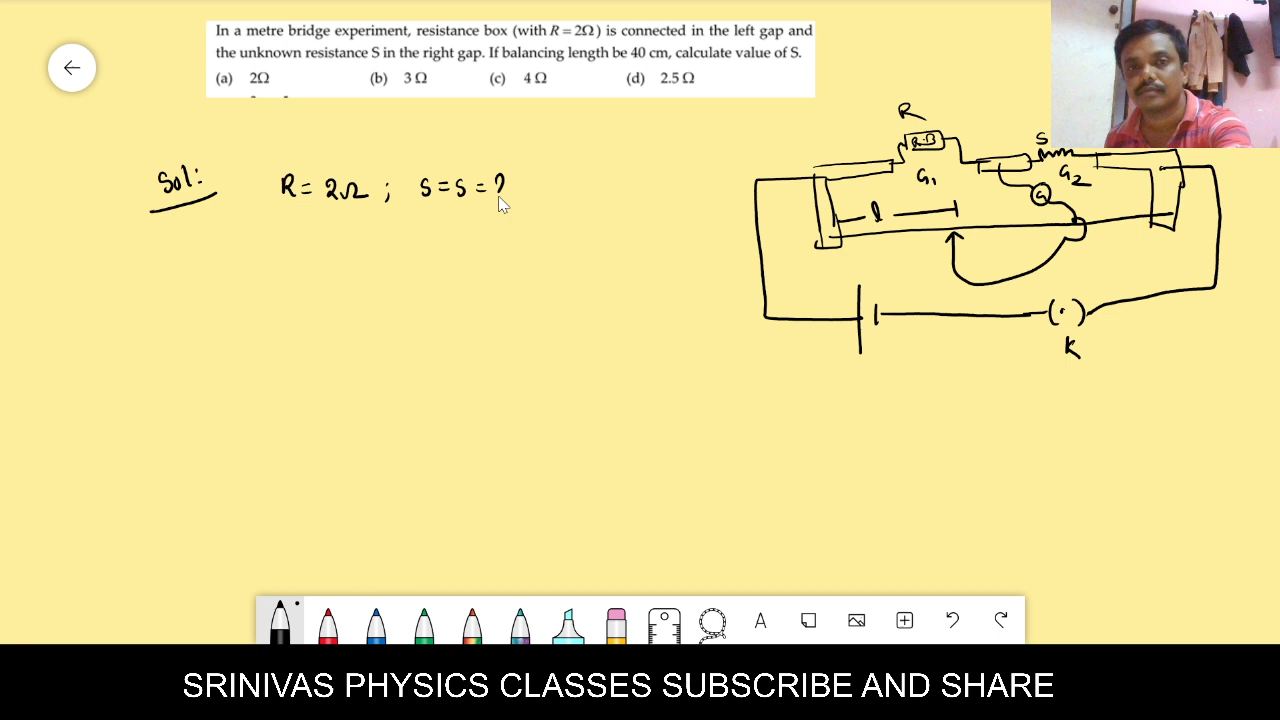 In a metre bridge experiment, resistance box (with R = 2Ω) is connected in the left gap and
the unknown resistance S in the right gap. If balancing length be 40 cm, calculate value of S.
(a) 2Ω (b) 3 Ω (c) 4 Ω (d) 2.5 Ω
R
R.B
S
G1
G2
G
Sol: R = 2Ω ; S = S = ?
l
K
A
SRINIVAS PHYSICS CLASSES SUBSCRIBE AND SHARE